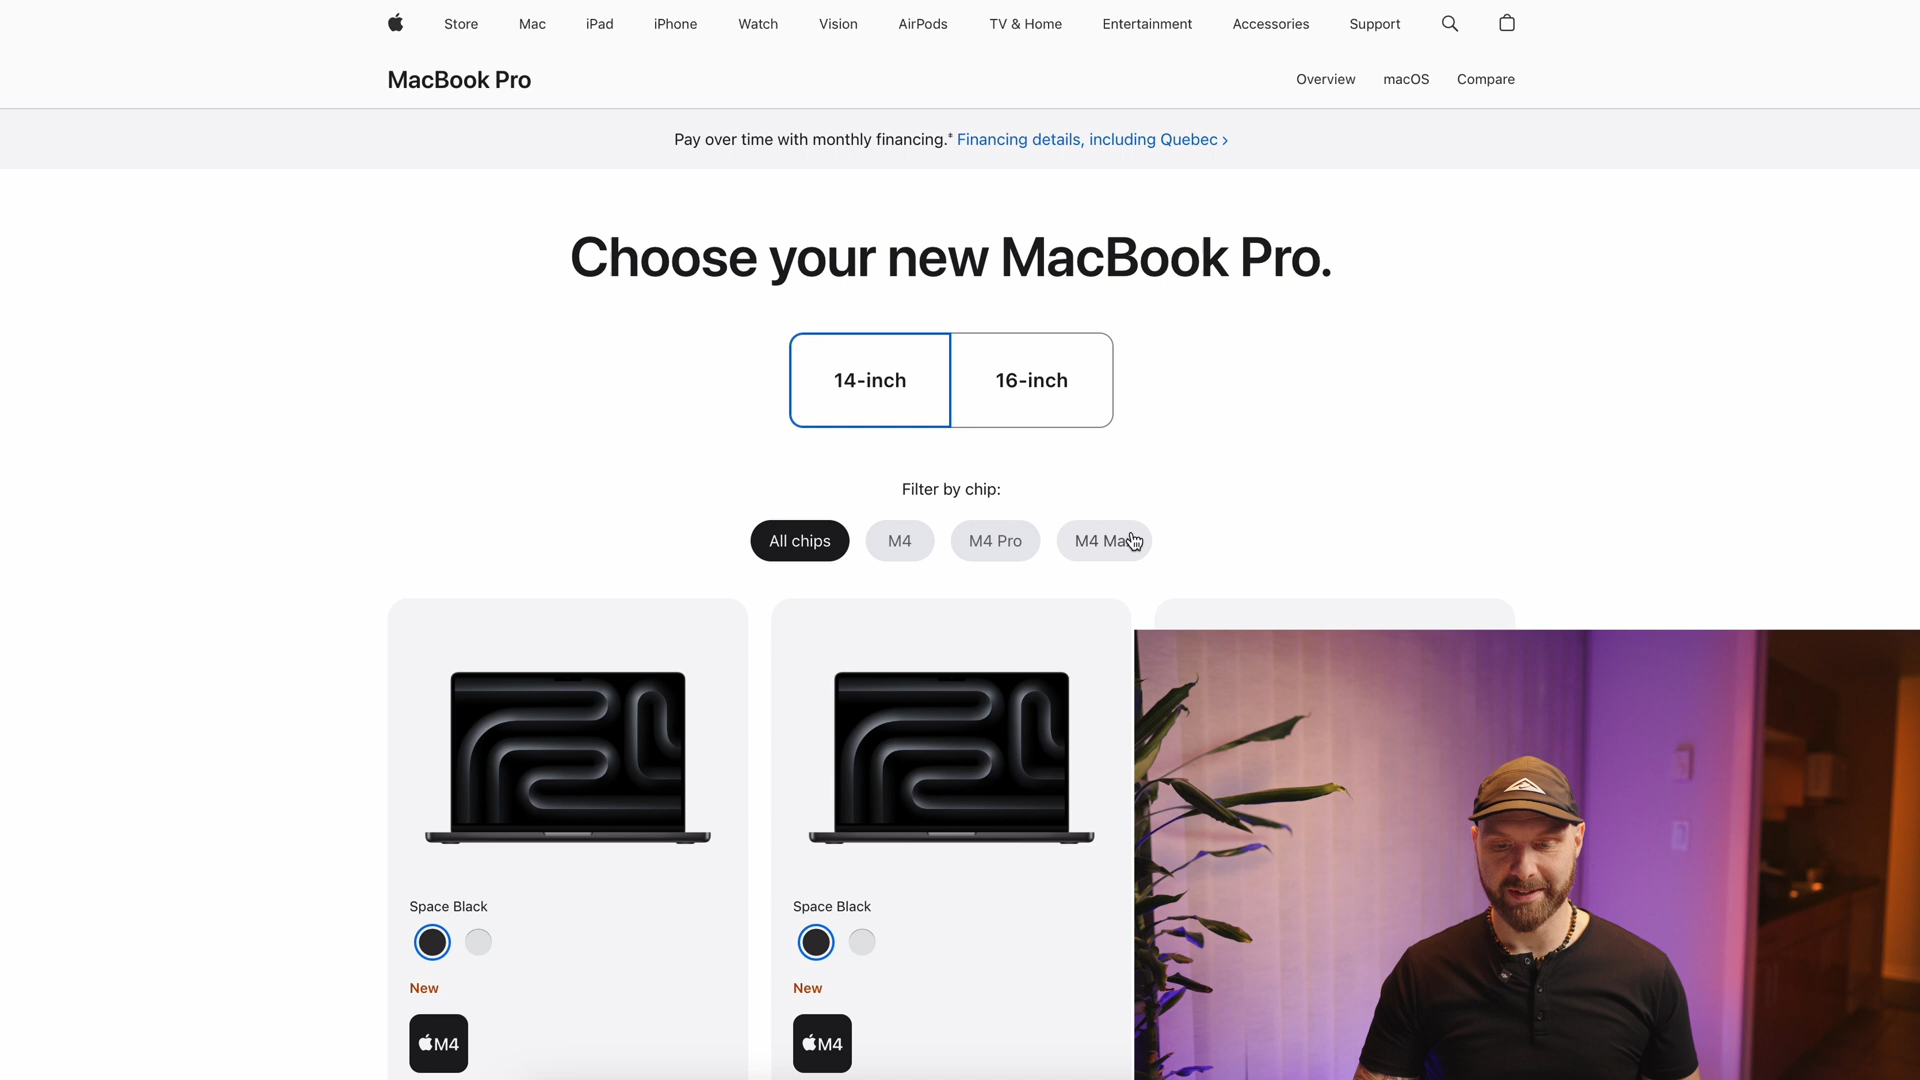 Store Mac iPad iPhone Watch Vision AirPods TV & Home Entertainment Accessories Support
MacBook Pro
Overview macOS Compare
Pay over time with monthly financing.* Financing details, including Quebec >
Choose your new MacBook Pro.
14-inch 16-inch
Filter by chip:
All chips M4 M4 Pro M4 Ma
Space Black Space Black
New New
M4 M4